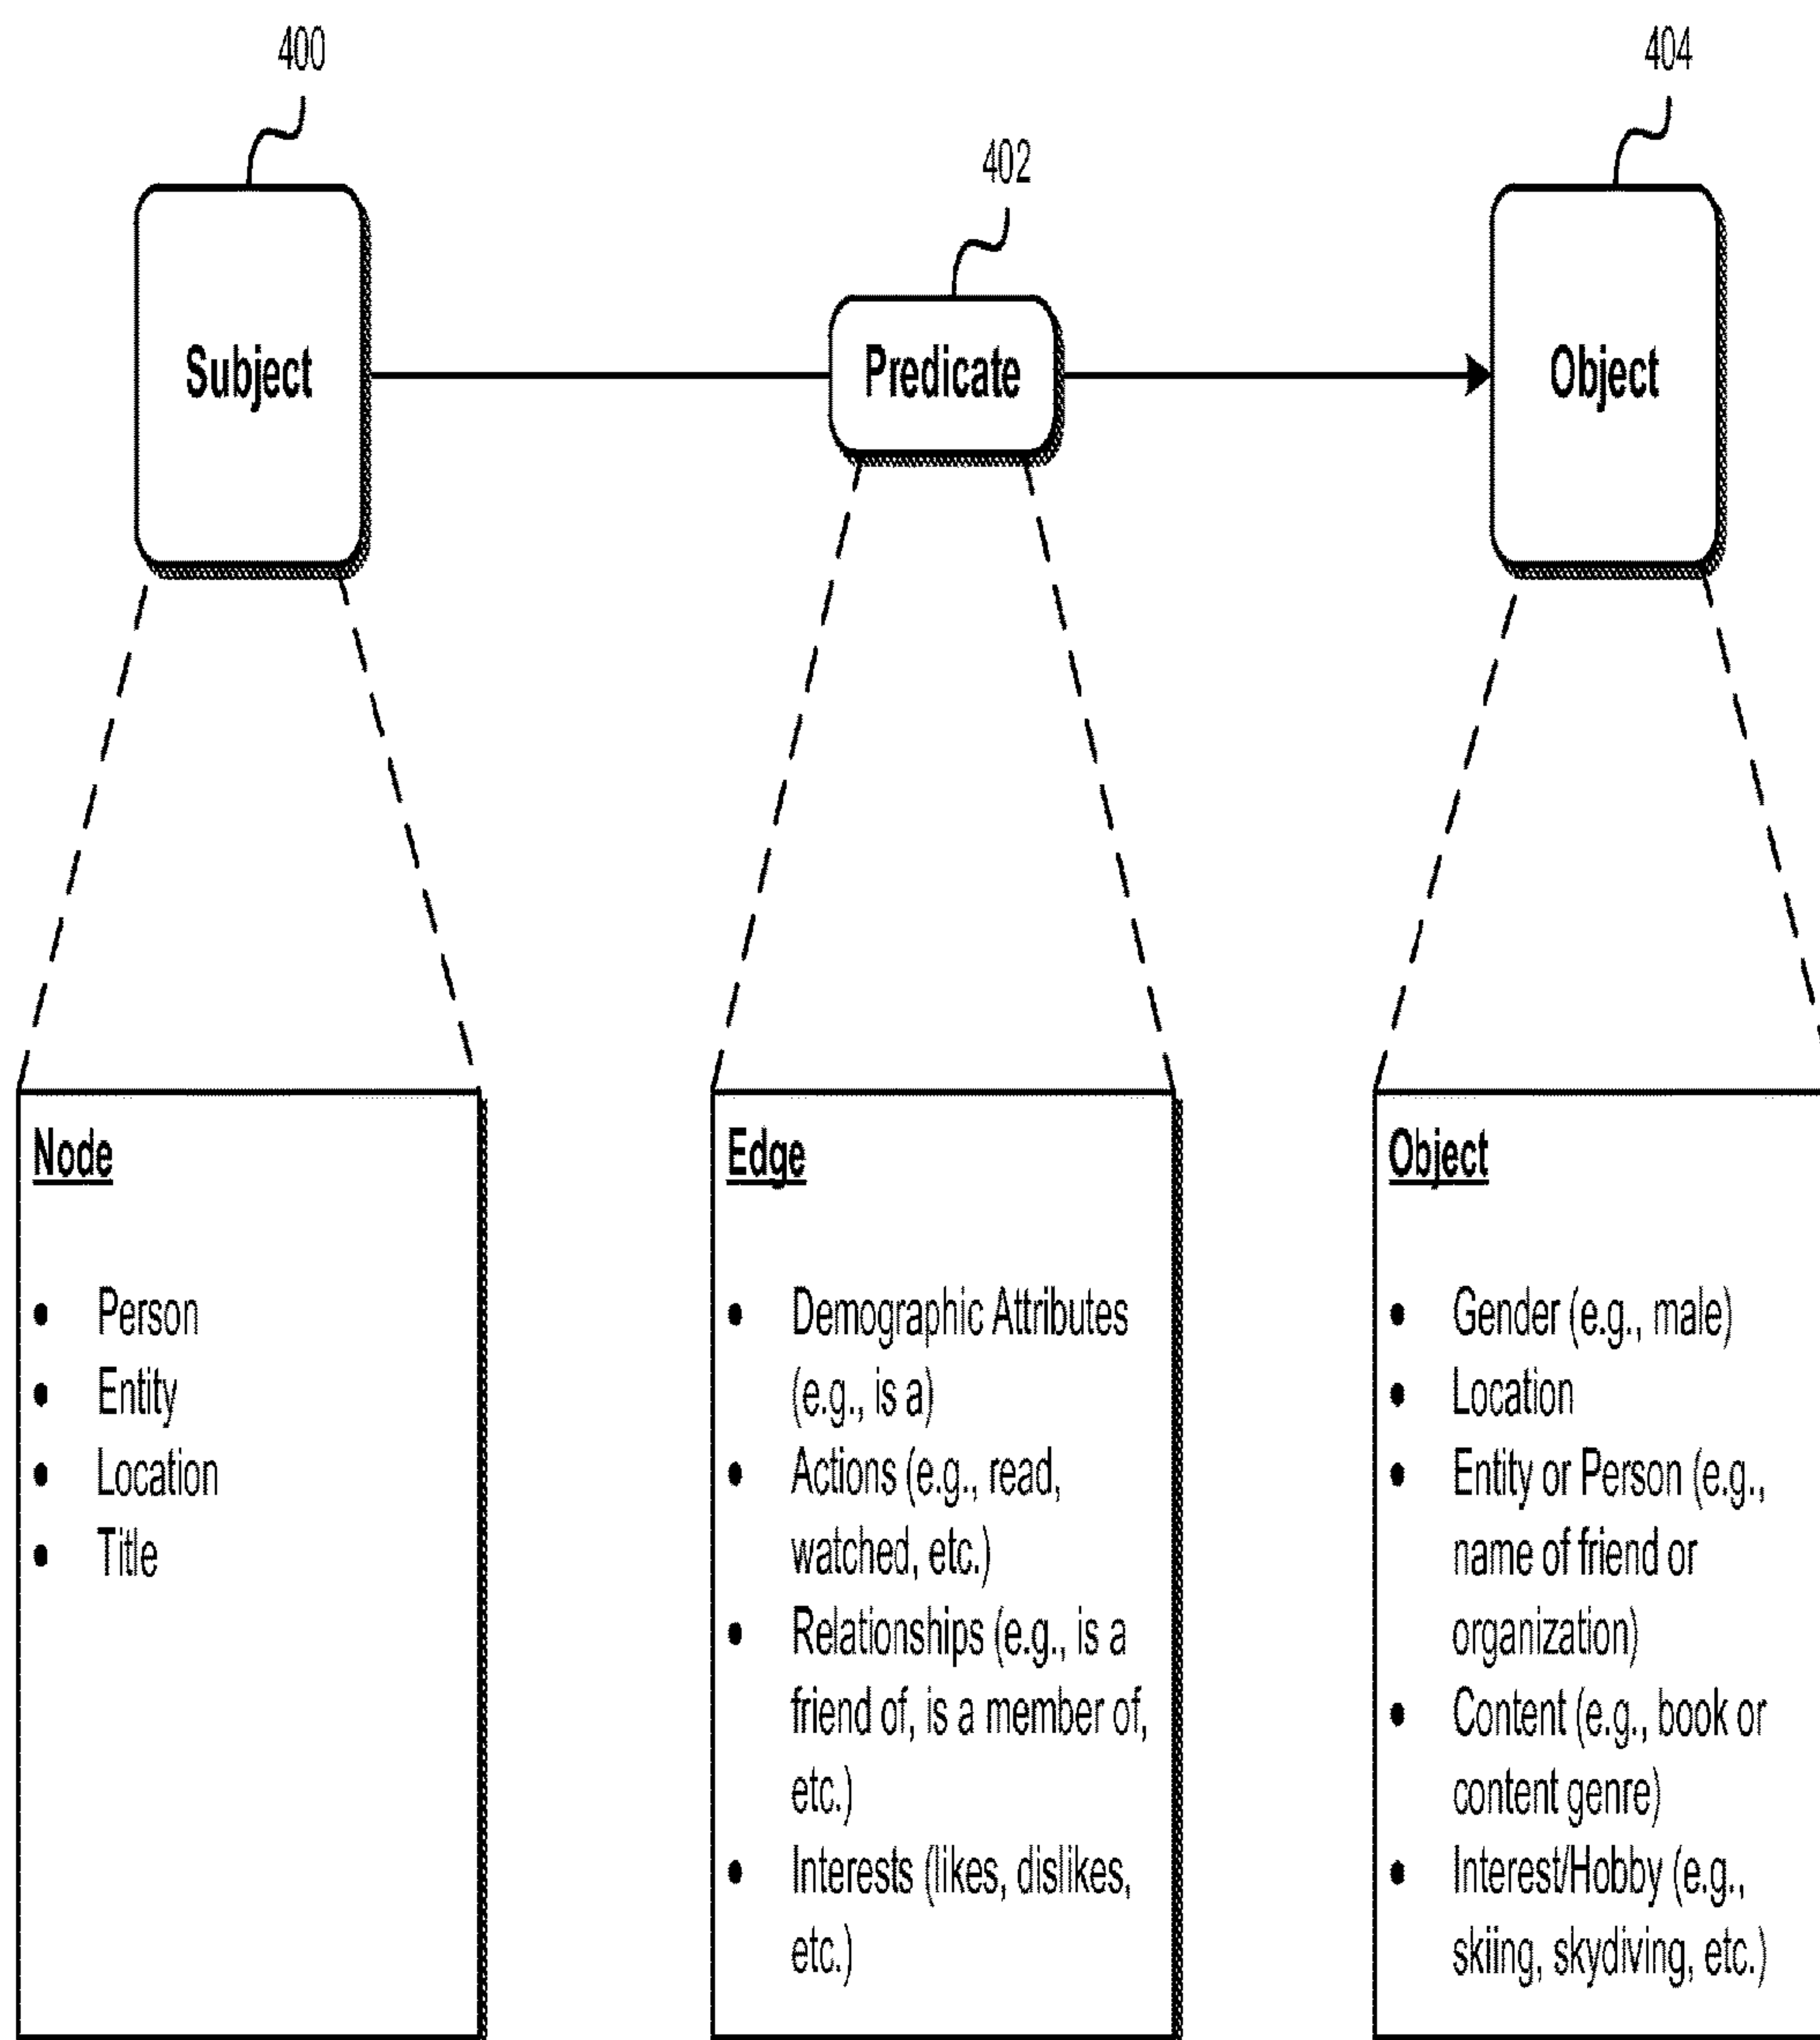 400
404
402
Subject
Predicate
Object
Node
• Person
• Entity
• Location
• Title
Edge
• Demographic Attributes
(e.g., is a)
• Actions (e.g., read,
watched, etc.)
• Relationships (e.g., is a
friend of, is a member of,
etc.)
• Interests (likes, dislikes,
etc.)
Object
• Gender (e.g., male)
• Location
• Entity or Person (e.g.,
name of friend or
organization)
• Content (e.g., book or
content genre)
• Interest/Hobby (e.g.,
skiing, skydiving, etc.)